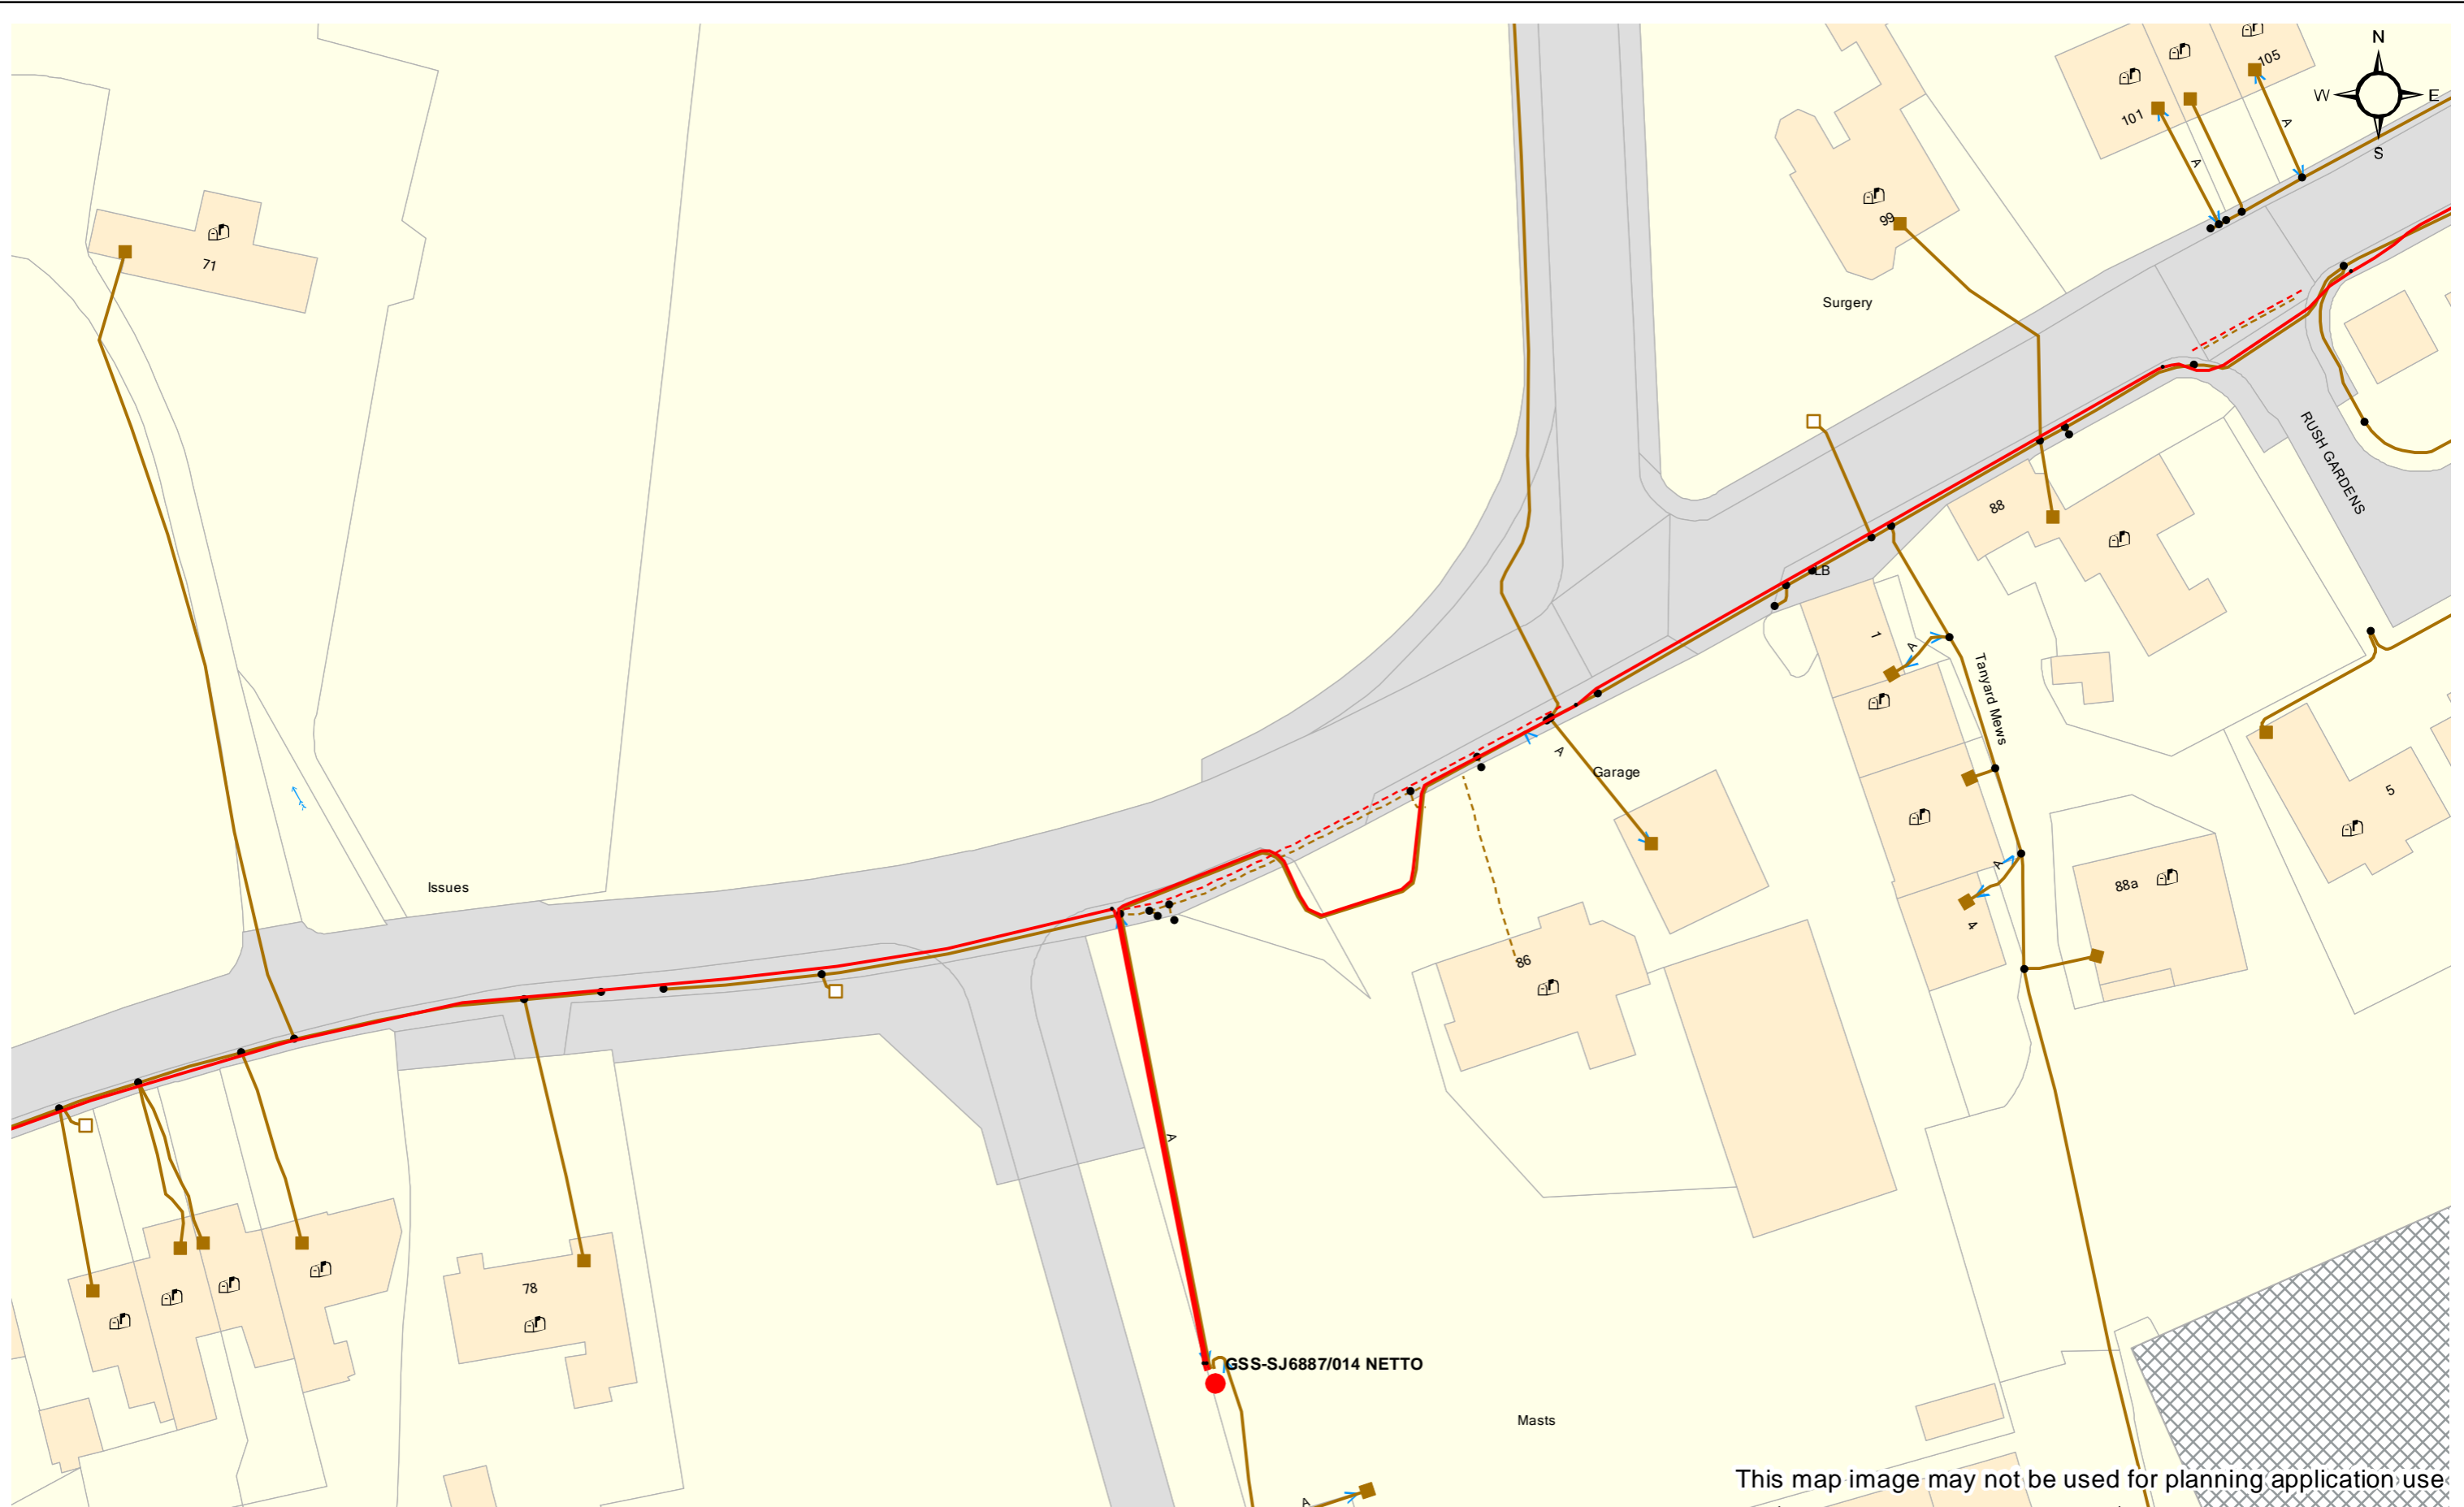 105
N
W
E
S
101
A
A
99
71
Surgery
RUSH GARDENS
88
LB
1
A
Tanyard Mews
A
Garage
5
A
88a
Issues
4
86
A
78
GSS-SJ6887/014 NETTO
Masts
This map image may not be used for planning application use
A